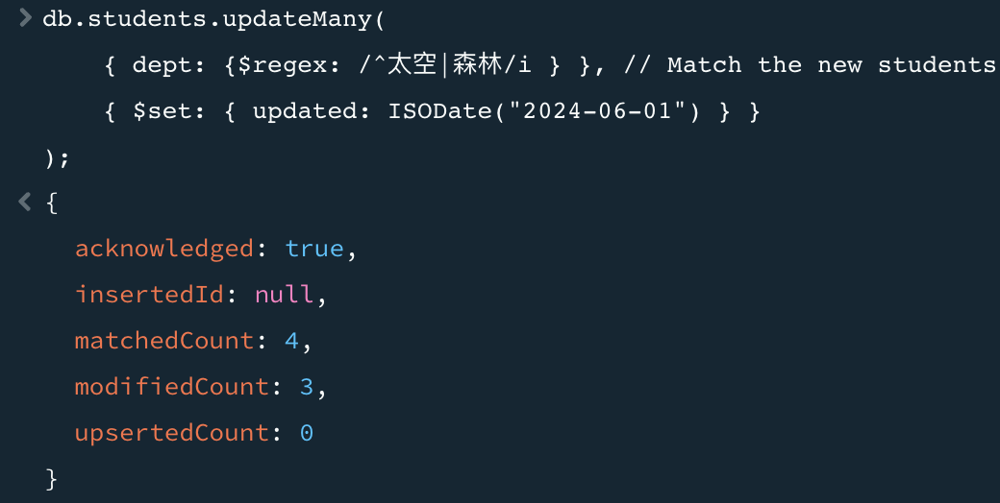 db.students.updateMany(
{ dept: {$regex: /^太空|森林/i } }, // Match the new students
{ $set: { updated: ISODate("2024-06-01") } }
);
{
acknowledged: true,
insertedId: null,
matchedCount: 4,
modifiedCount: 3,
upsertedCount: 0
}